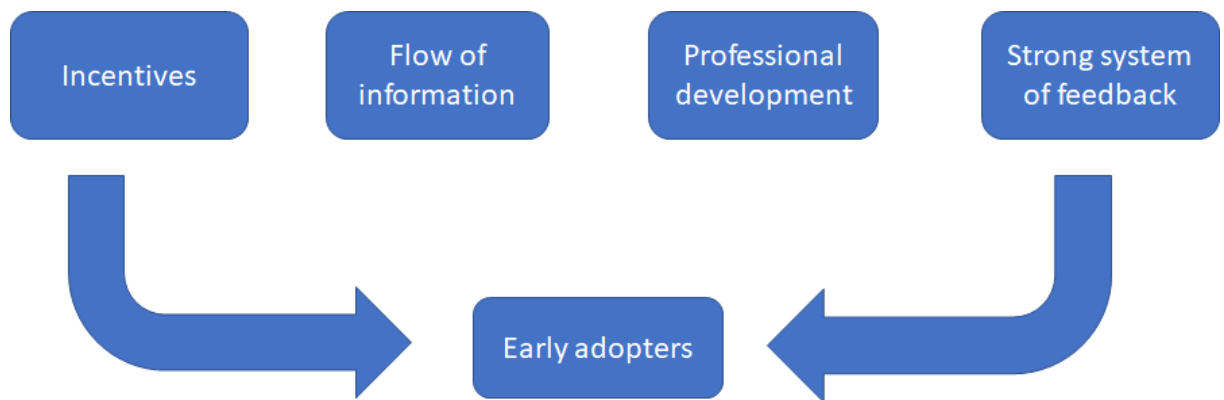 Incentives
Flow of
information
Professional
development
Strong system
of feedback
Early adopters